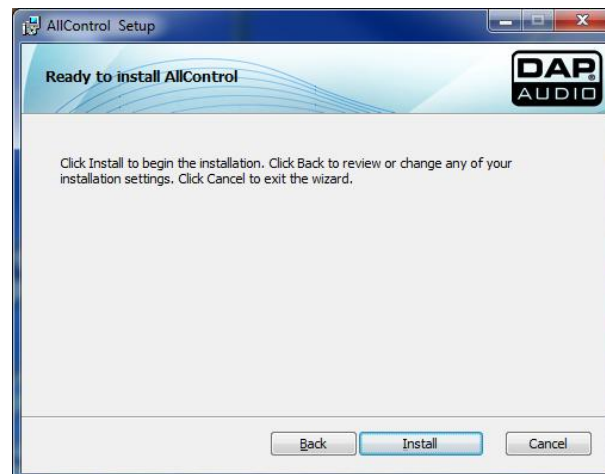 AllControl Setup
Ready to install AllControl
DAP
AUDIO
Click Install to begin the installation. Click Back to review or change any of your
installation settings. Click Cancel to exit the wizard.
Back
Install
Cancel